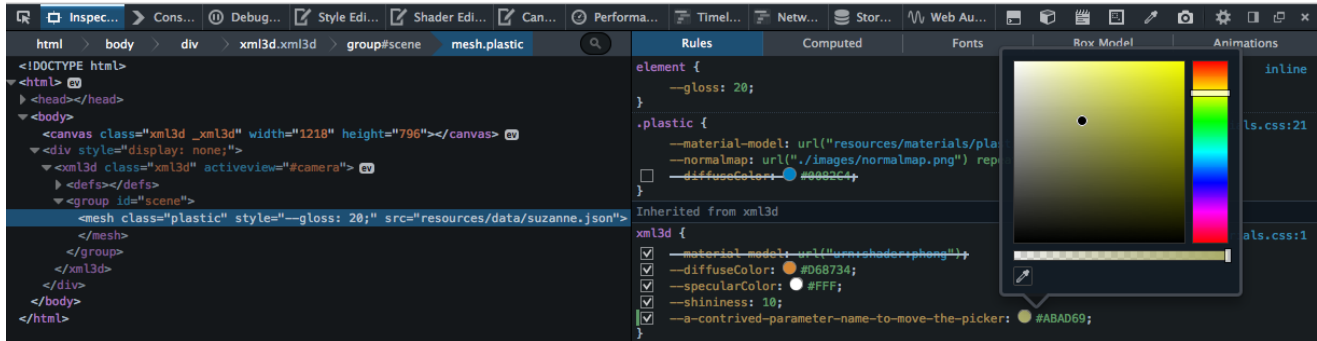 Inspec... Cons... Debug... Style Edi... Shader Edi... Can... Performa... Timel... Netw... Stor... Web Au...
html body div xml3d.xml3d group#scene mesh.plastic
<!DOCTYPE html>
<html> ev
<head></head>
<body>
<canvas class="xml3d _xml3d" width="1218" height="796"></canvas> ev
<div style="display: none;">
<xml3d class="xml3d" activeview="#camera"> ev
<defs></defs>
<group id="scene">
<mesh class="plastic" style="--gloss: 20;" src="resources/data/suzanne.json">
</mesh>
</group>
</xml3d>
</div>
</body>
</html>
Rules Computed Fonts Box Model Animations
element { inline
--gloss: 20;
}
.plastic { ls.css:21
--material-model: url("resources/materials/plas
--normalmap: url("./images/normalmap.png") repe
--diffuseColor: #0082C4;
}
Inherited from xml3d
xml3d { als.css:1
--material-model: url("urn:shader:phong");
--diffuseColor: #D68734;
--specularColor: #FFF;
--shininess: 10;
--a-contrived-parameter-name-to-move-the-picker: #ABAD69;
}